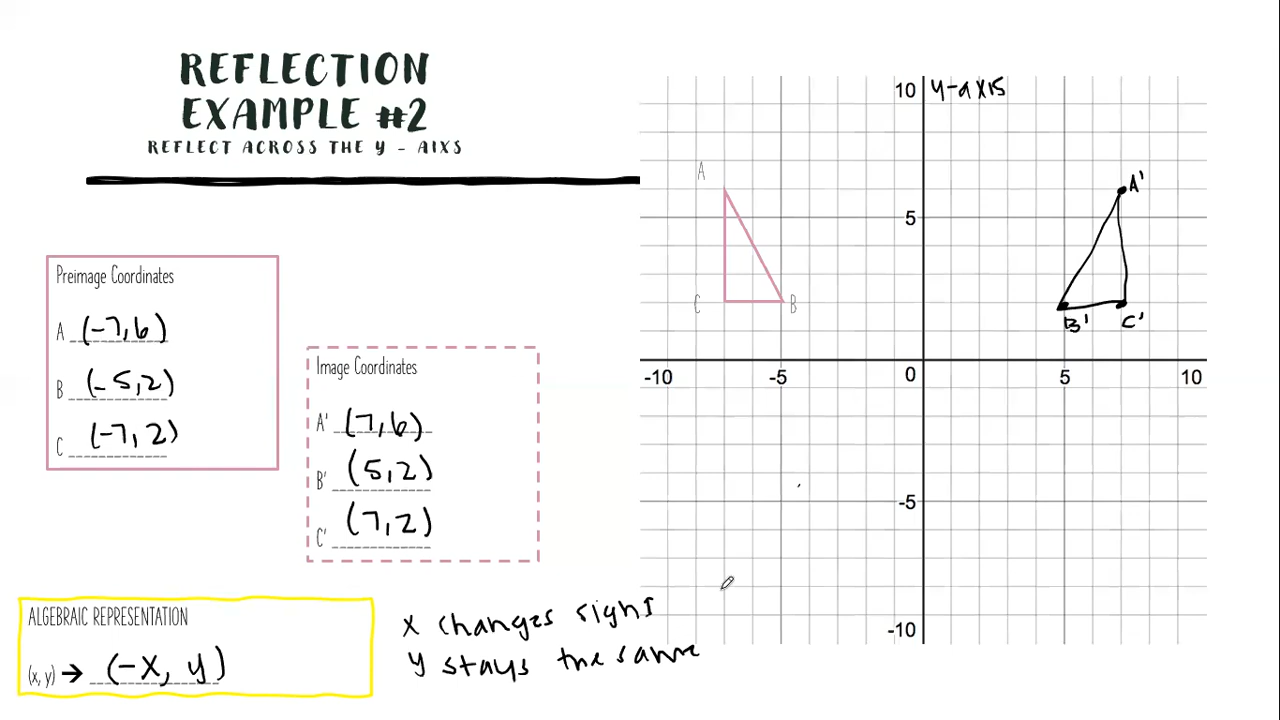 REFLECTION
EXAMPLE #2
REFLECT ACROSS THE Y - AIXS
Preimage Coordinates
A (-7,6)
B (-5,2)
C (-7,2)
Image Coordinates
A' (7,6)
B' (5,2)
C' (7,2)
ALGEBRAIC REPRESENTATION
(x, y) → (-x, y)
x changes signs
y stays the same
10 y-axis
A A'
5
C B B' C'
-10 -5 0 5 10
-5
-10